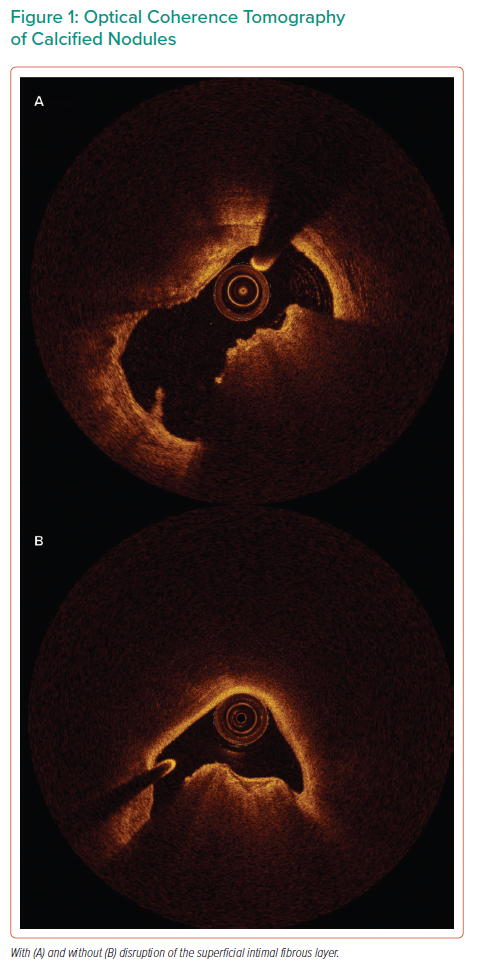 Figure 1: Optical Coherence Tomography
of Calcified Nodules
A
B
With (A) and without (B) disruption of the superficial intimal fibrous layer.